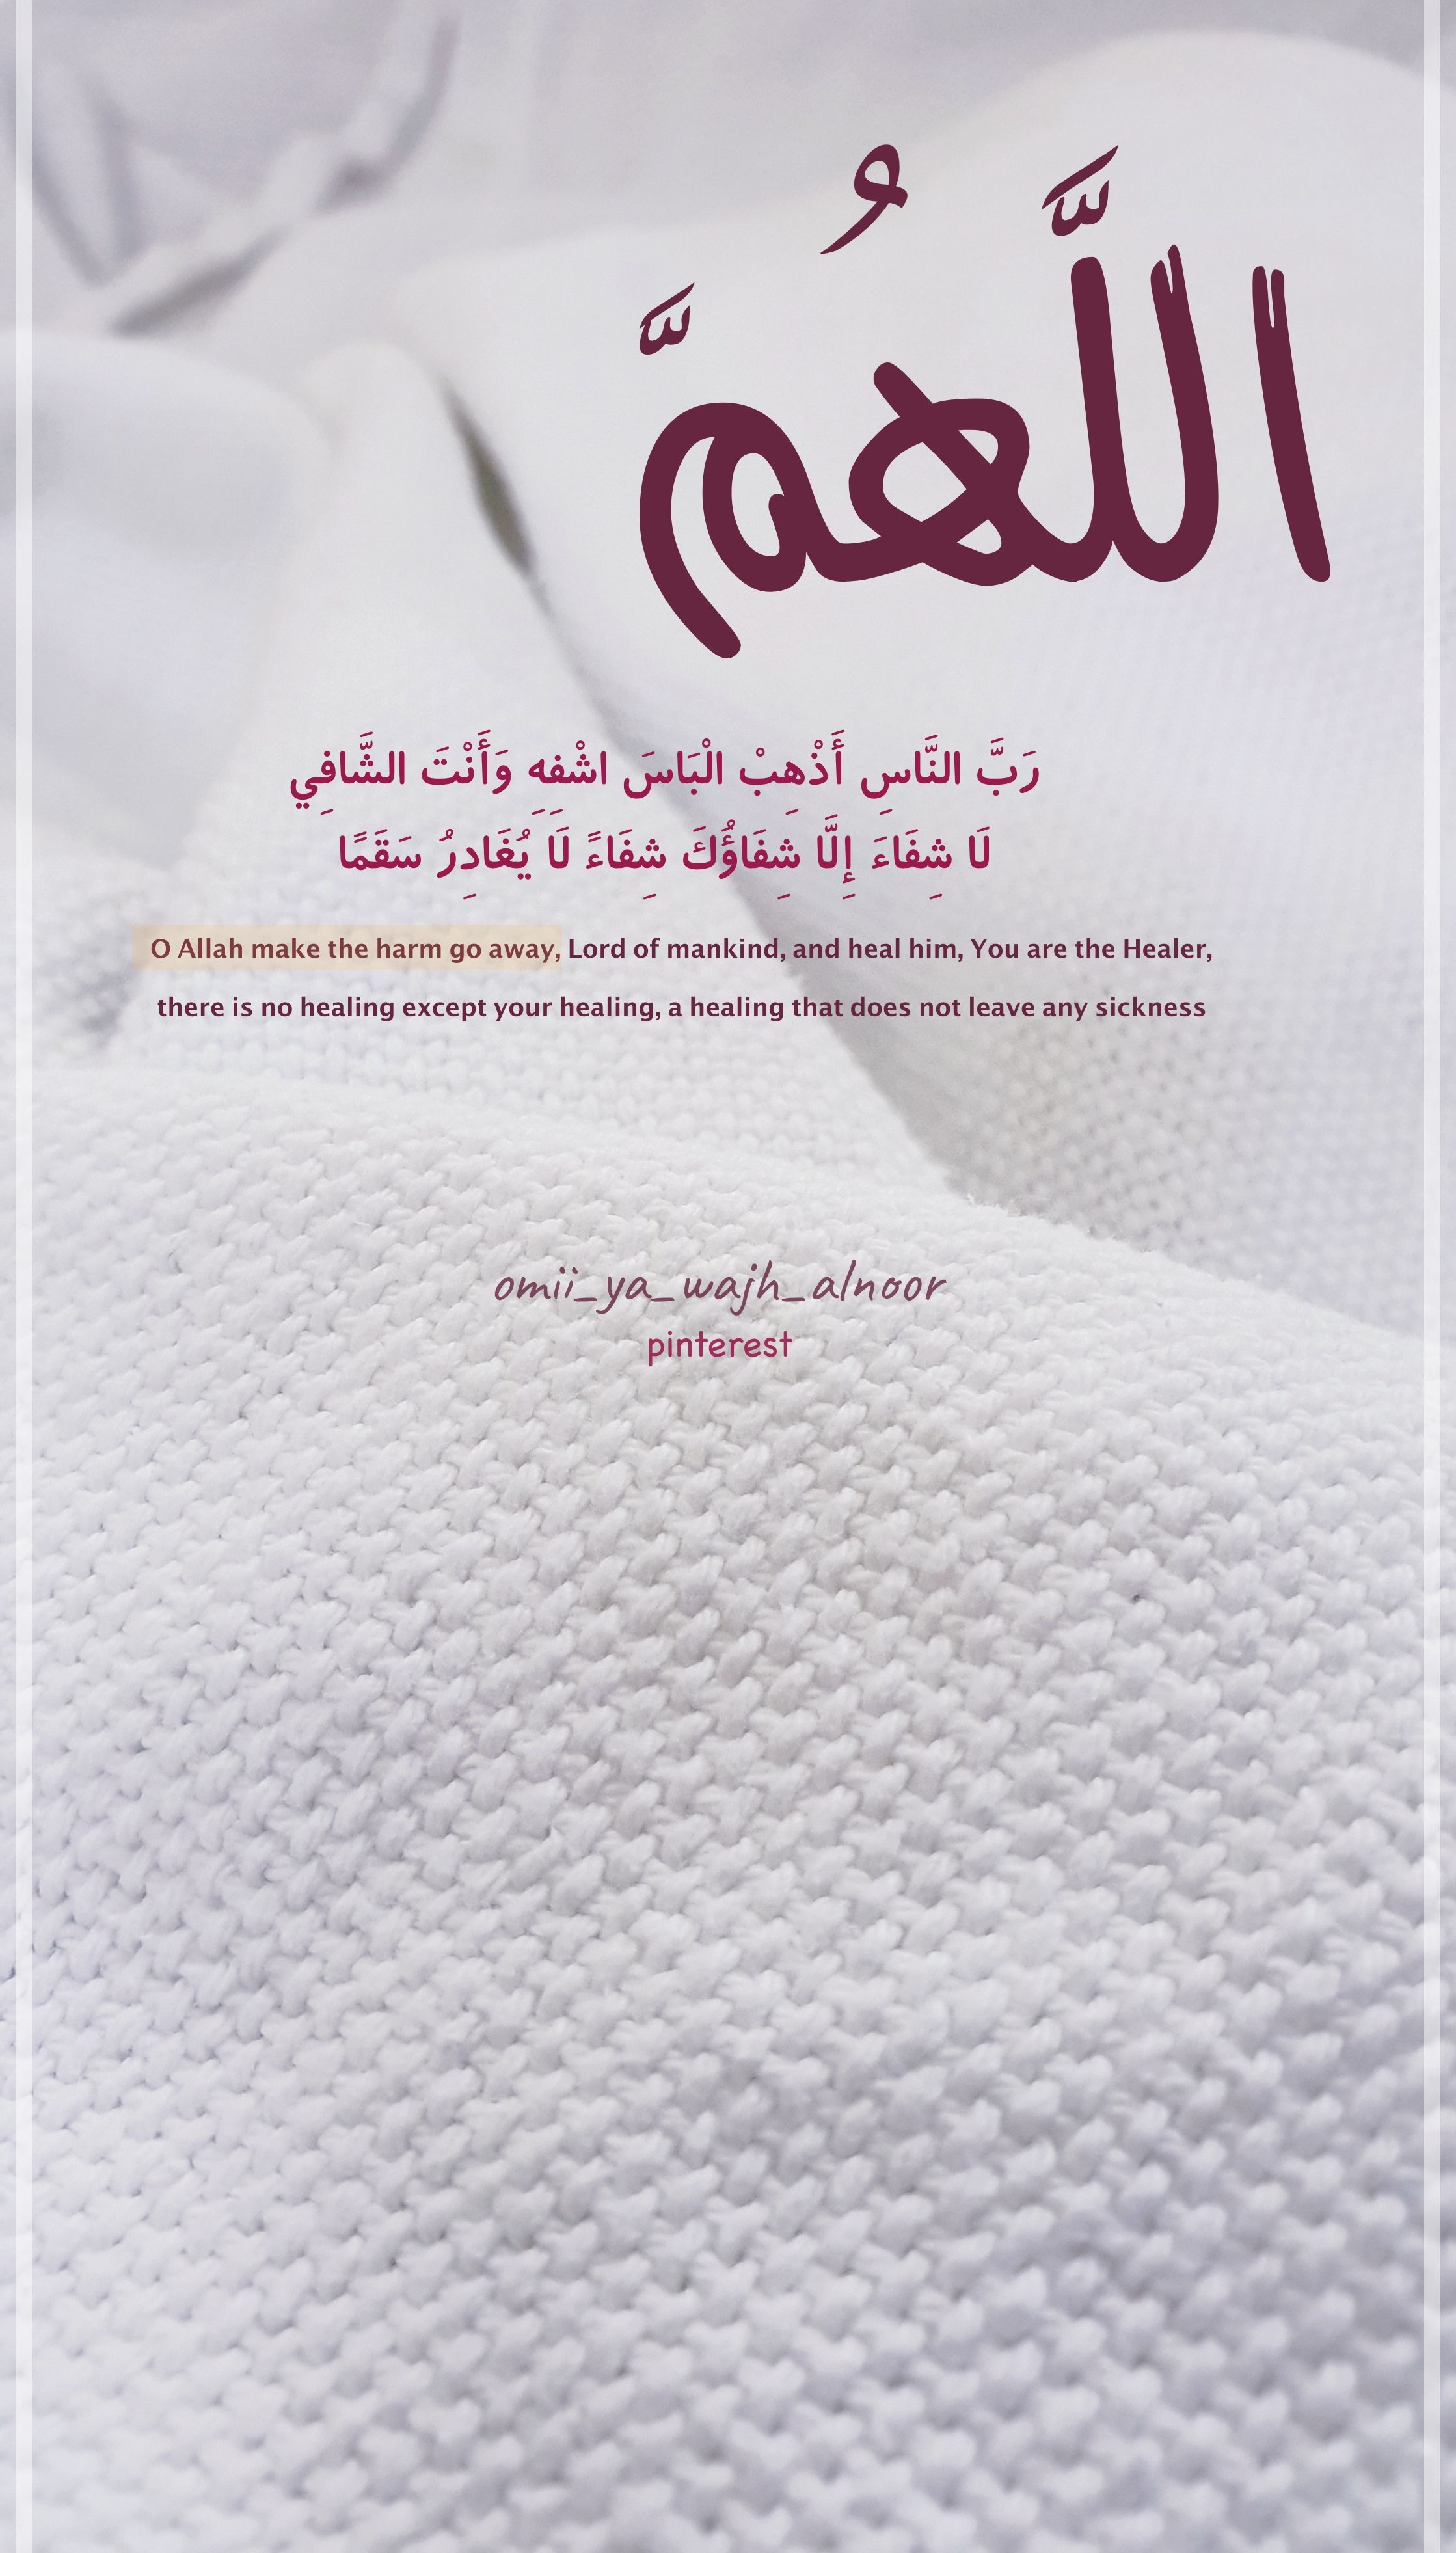 اللَّهُمَّ
رَبَّ النَّاسِ أَذْهِبْ الْبَاسَ اشْفِهِ وَأَنْتَ الشَّافِي
لَا شِفَاءَ إِلَّا شِفَاؤُكَ شِفَاءً لَا يُغَادِرُ سَقَمًا
O Allah make the harm go away, Lord of mankind, and heal him, You are the Healer,
there is no healing except your healing, a healing that does not leave any sickness
omii_ya_wajh_alnoor
pinterest